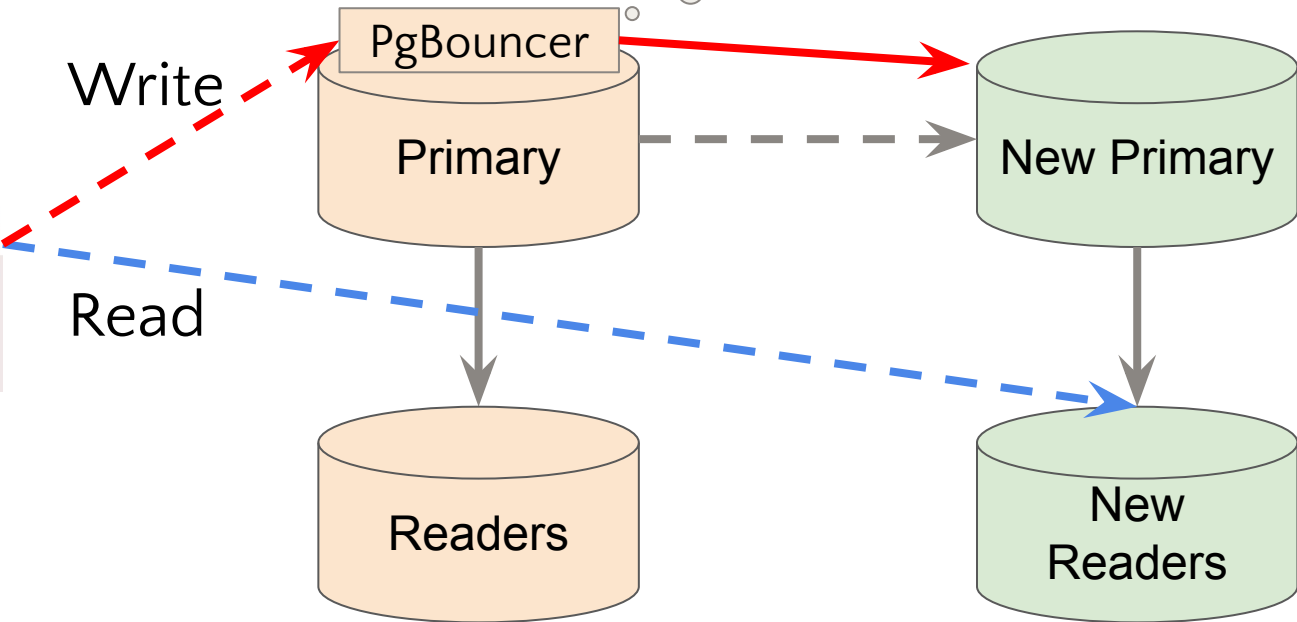 PgBouncer
Write
Primary
New Primary
Read
Readers
New
Readers